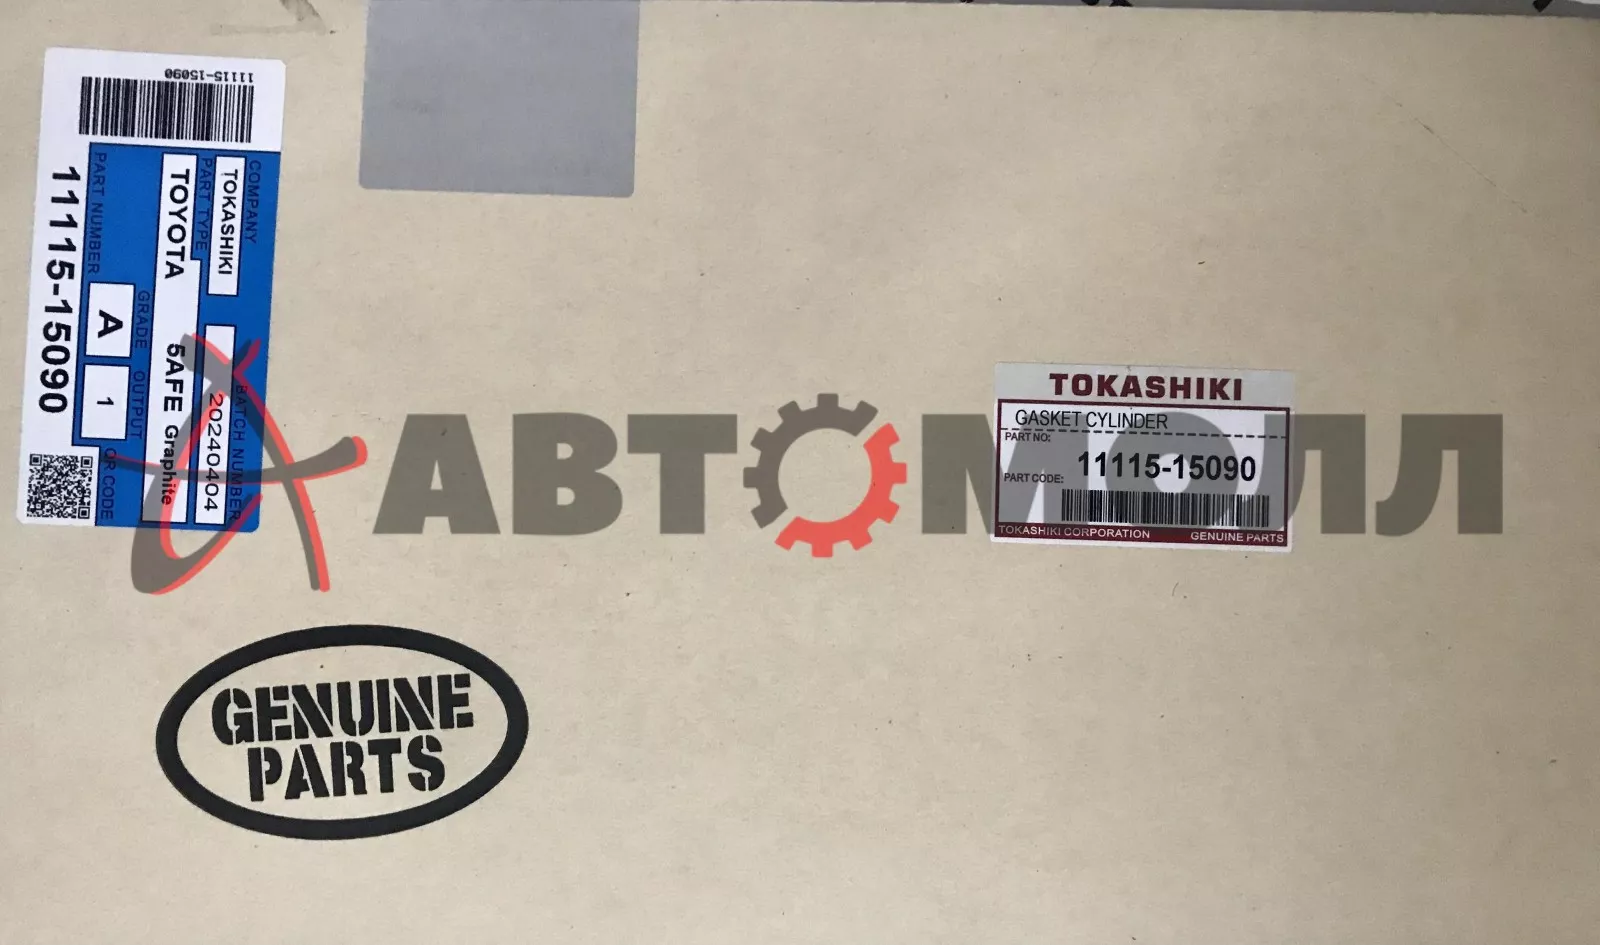 11115-15090
COMPANY
TOKASHIKI
BATCH NUMBER
20240404
PART TYPE
TOYOTA 5AFE Graphite
GRADE
A
OUTPUT
1
QR CODE
PART NUMBER
11115-15090
АВТОМОЛЛ
TOKASHIKI
GASKET CYLINDER
PART NO:
11115-15090
PART CODE:
TOKASHIKI CORPORATION GENUINE PARTS
GENUINE
PARTS